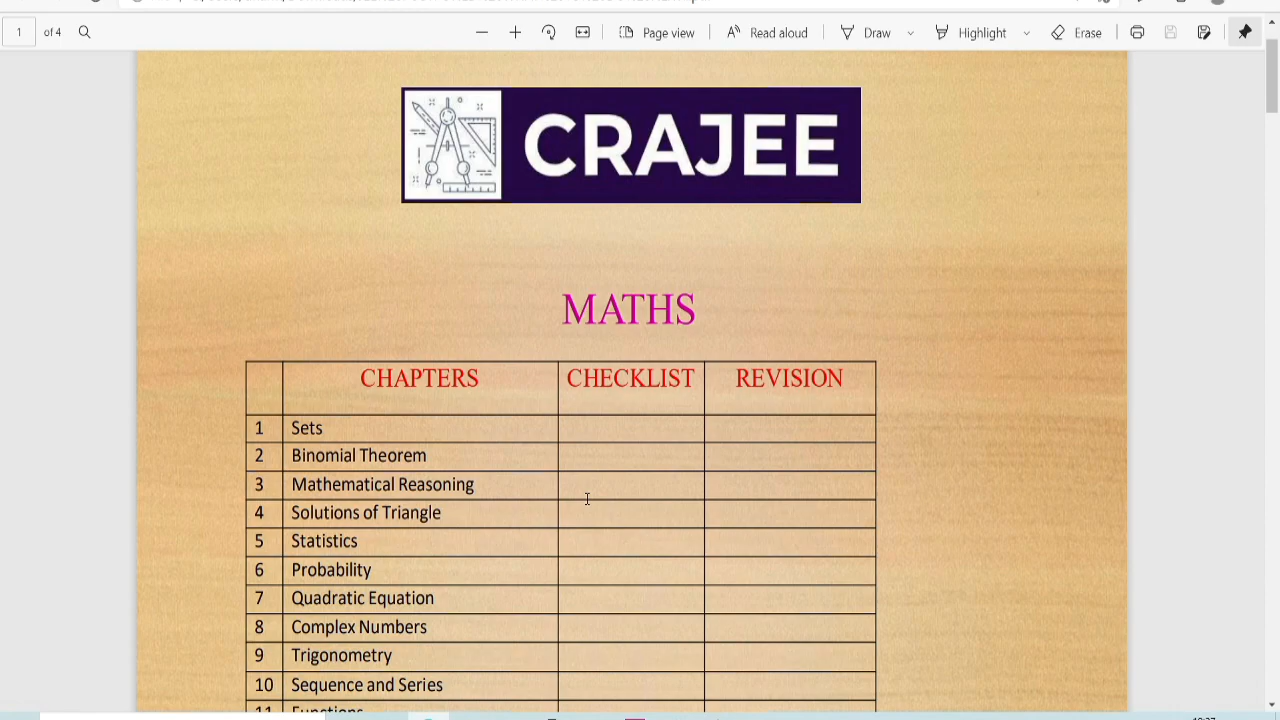 1 of 4 Page view Read aloud Draw Highlight Erase
CRAJEE
MATHS
CHAPTERS CHECKLIST REVISION
1 Sets
2 Binomial Theorem
3 Mathematical Reasoning
4 Solutions of Triangle
5 Statistics
6 Probability
7 Quadratic Equation
8 Complex Numbers
9 Trigonometry
10 Sequence and Series
11 Functions